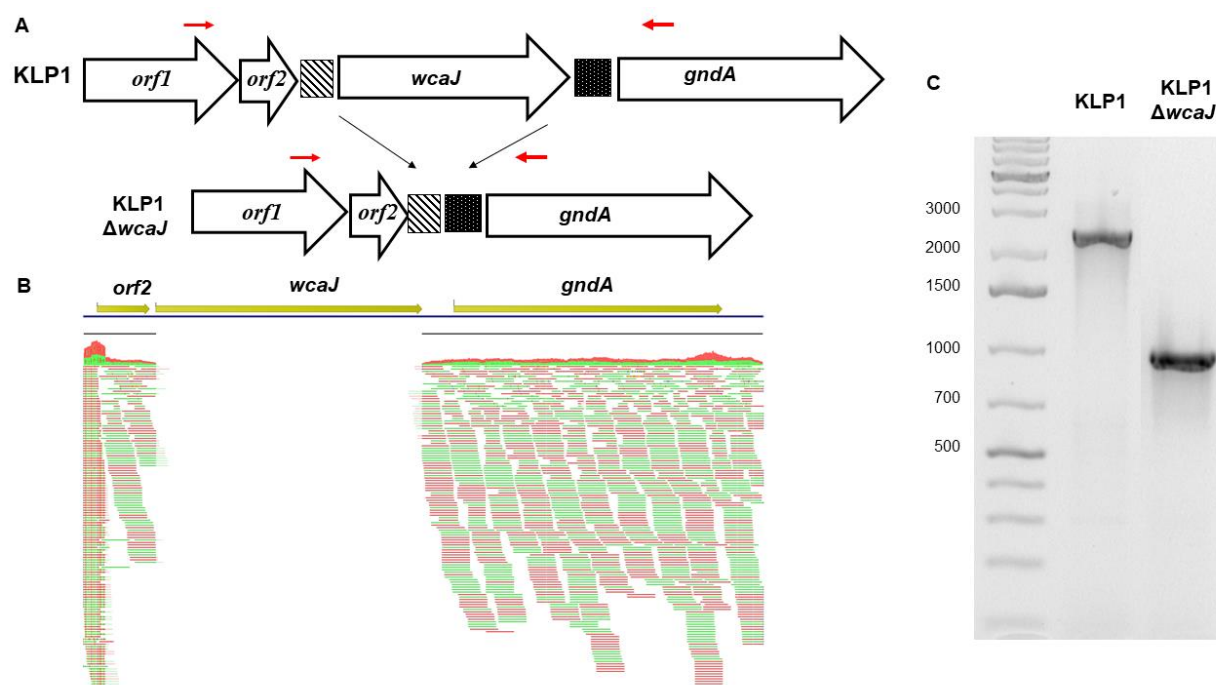 A
KLP1
orf1
orf2
wcaJ
gndA
KLP1
ΔwcaJ
orf1
orf2
gndA
B
orf2
wcaJ
gndA
C
KLP1
KLP1
ΔwcaJ
3000
2000
1500
1000
700
500